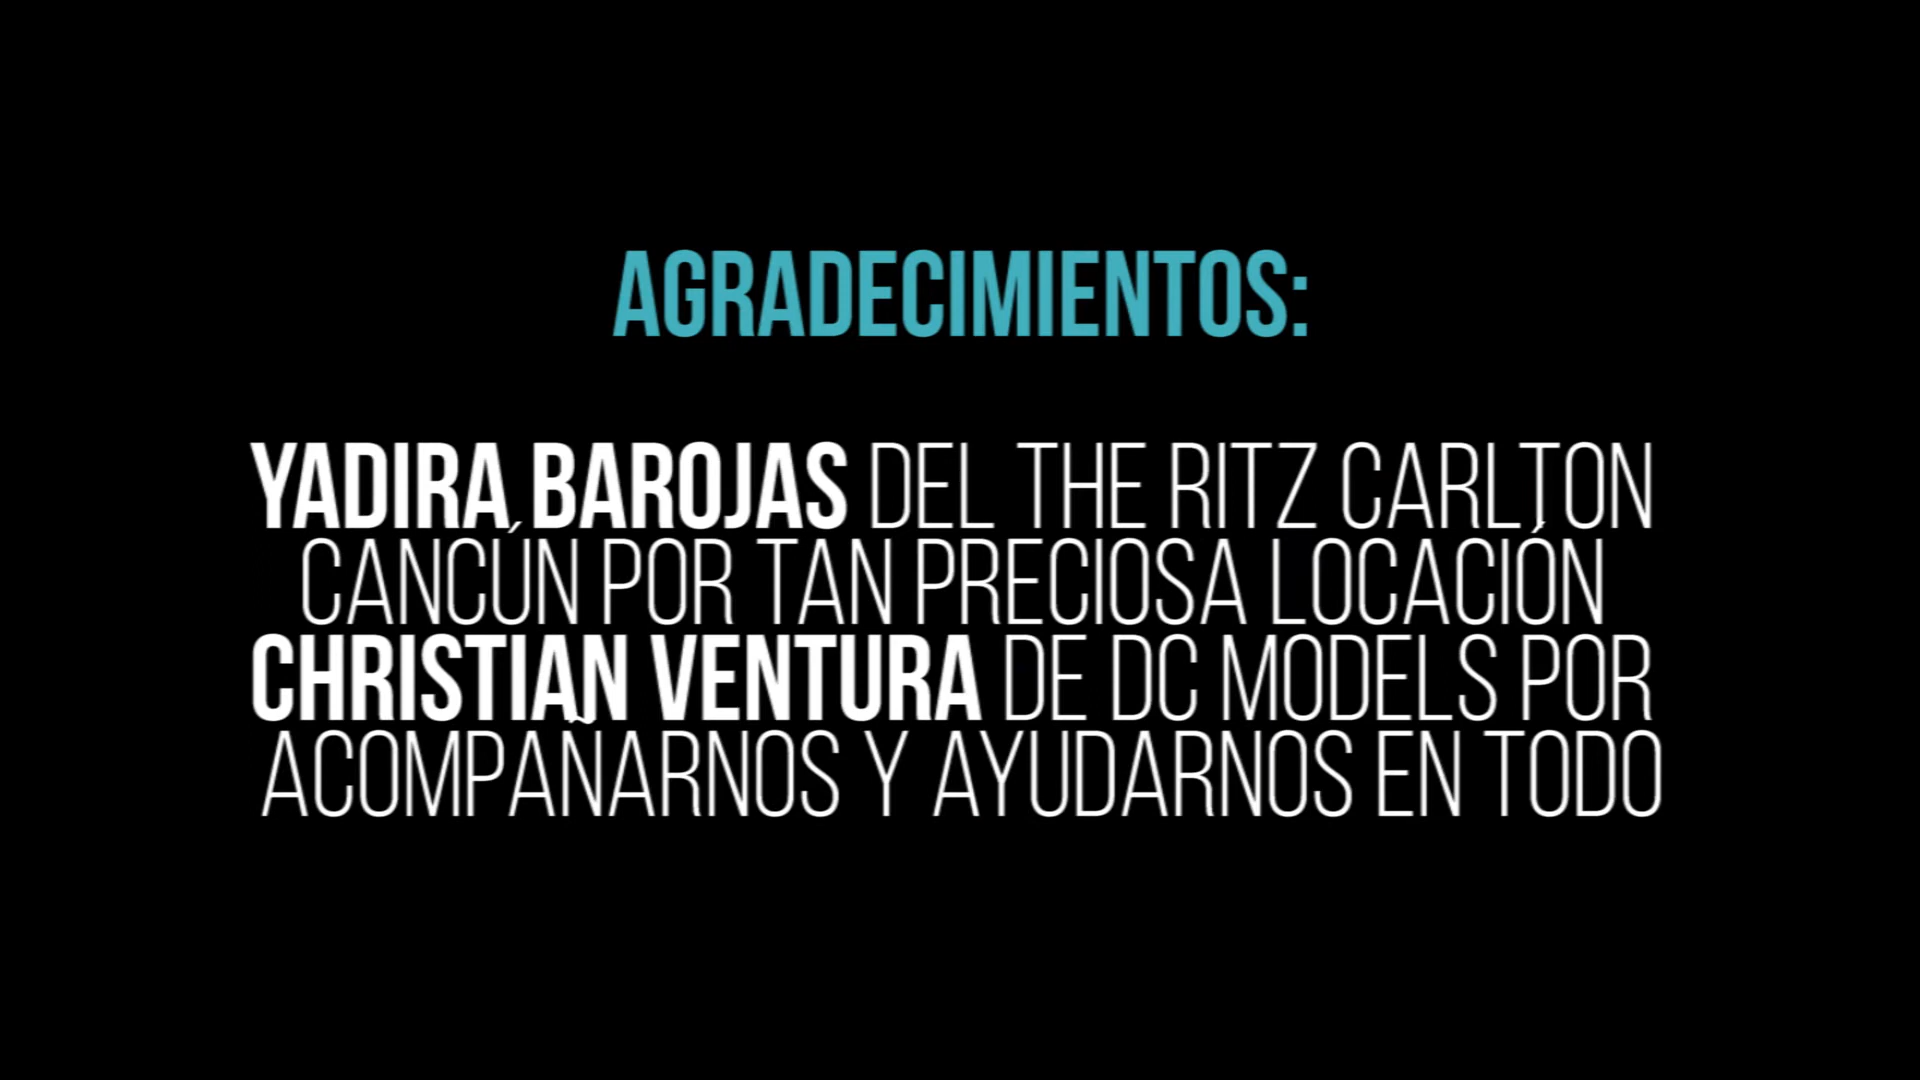 AGRADECIMIENTOS:
YADIRA BAROJAS DEL THE RITZ CARLTON
CANCÚN POR TAN PRECIOSA LOCACIÓN
CHRISTIAN VENTURA DE DC MODELS POR
ACOMPAÑARNOS Y AYUDARNOS EN TODO